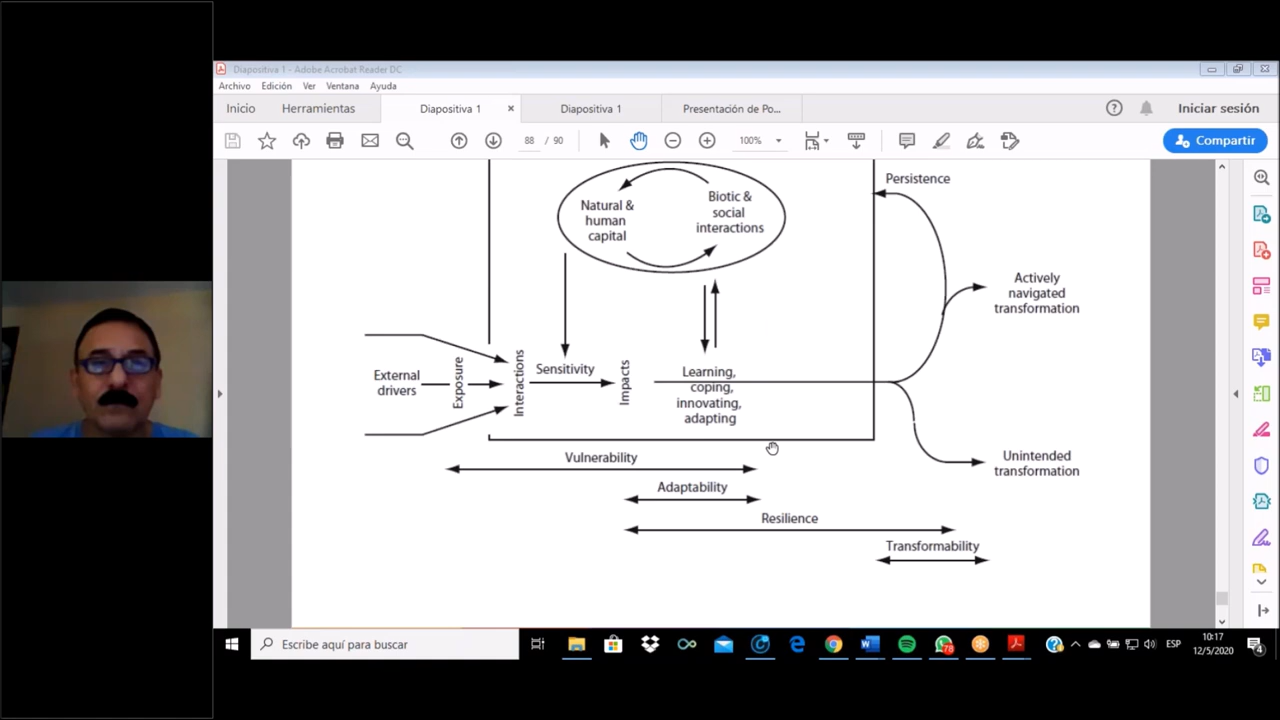 Diapositiva 1 - Adobe Acrobat Reader DC
Archivo Edición Ver Ventana Ayuda
Inicio Herramientas Diapositiva 1 × Diapositiva 1 Presentación de Po... ? Iniciar sesión
88 / 90 100% Compartir
Persistence
Natural &
human
capital
Biotic &
social
interactions
Actively
navigated
transformation
External
drivers
Exposure
Interactions
Sensitivity
Impacts
Learning,
coping,
innovating,
adapting
Unintended
transformation
Vulnerability
Adaptability
Resilience
Transformability
Escribe aquí para buscar
78
ESP
10:17
12/5/2020
4